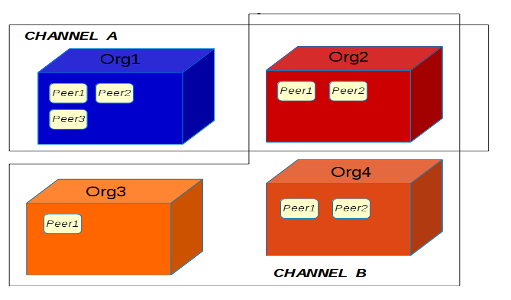 CHANNEL A
Org1
Peer1 Peer2
Peer3
Org2
Peer1 Peer2
Org3
Peer1
Org4
Peer1 Peer2
CHANNEL B